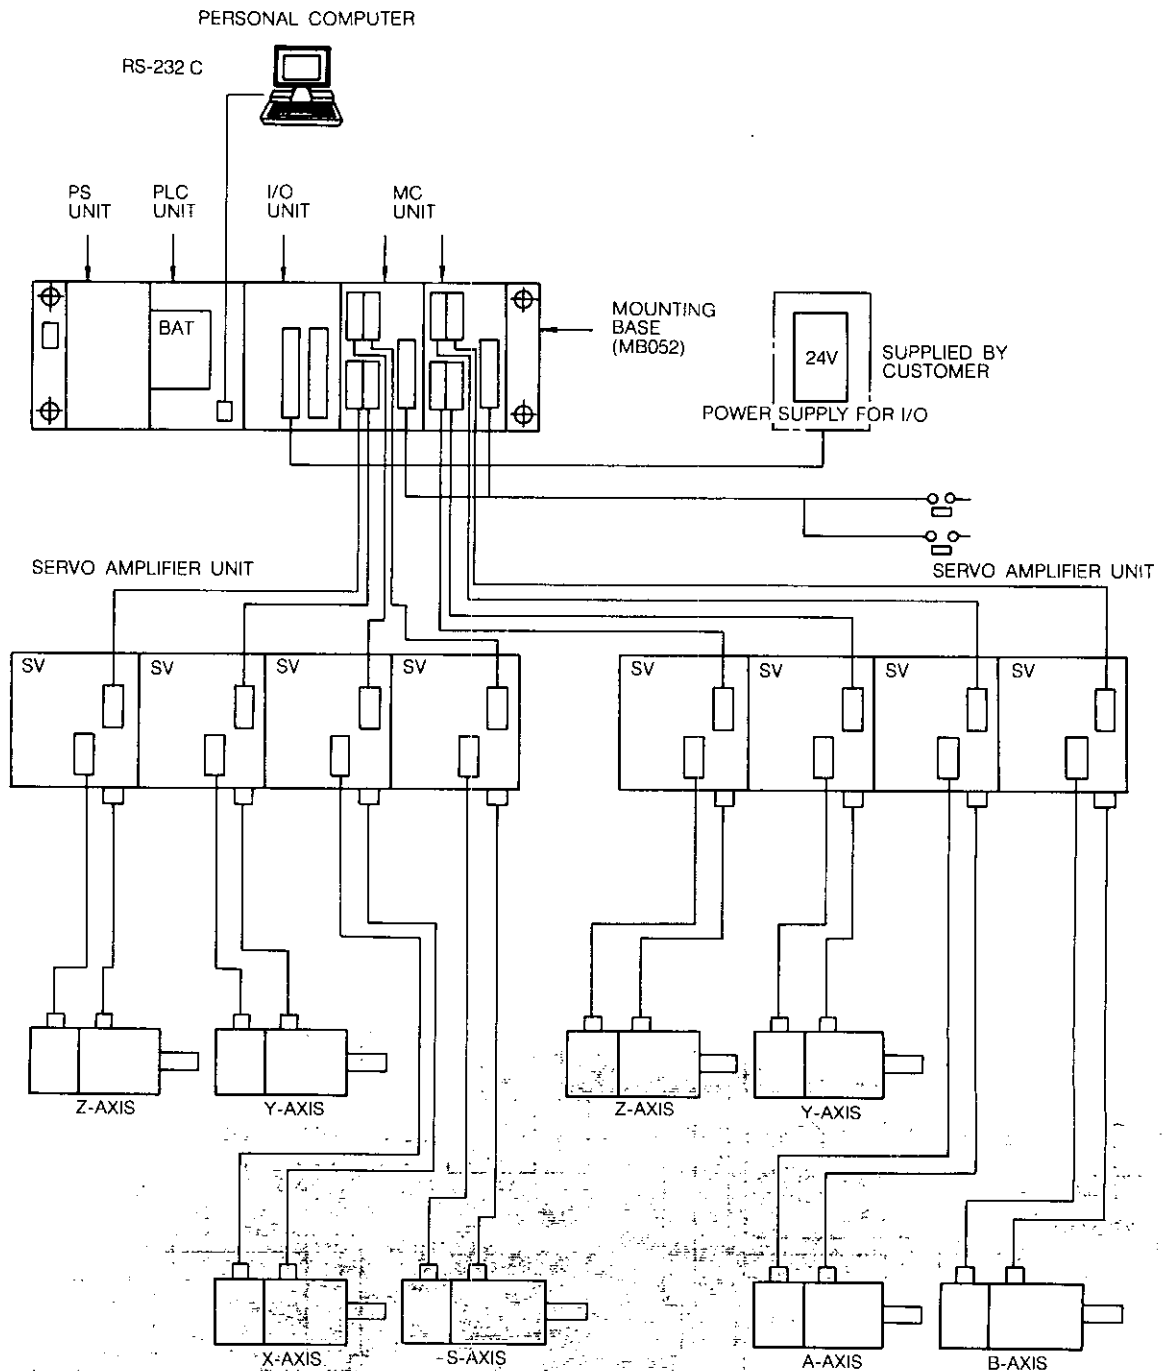 PERSONAL COMPUTER
RS-232 C
PS
UNIT
PLC
UNIT
I/O
UNIT
MC
UNIT
BAT
MOUNTING
BASE
(MB052)
24V
SUPPLIED BY
CUSTOMER
POWER SUPPLY FOR I/O
SERVO AMPLIFIER UNIT
SERVO AMPLIFIER UNIT
SV
SV
SV
SV
SV
SV
SV
SV
Z-AXIS
Y-AXIS
Z-AXIS
Y-AXIS
X-AXIS
S-AXIS
A-AXIS
B-AXIS